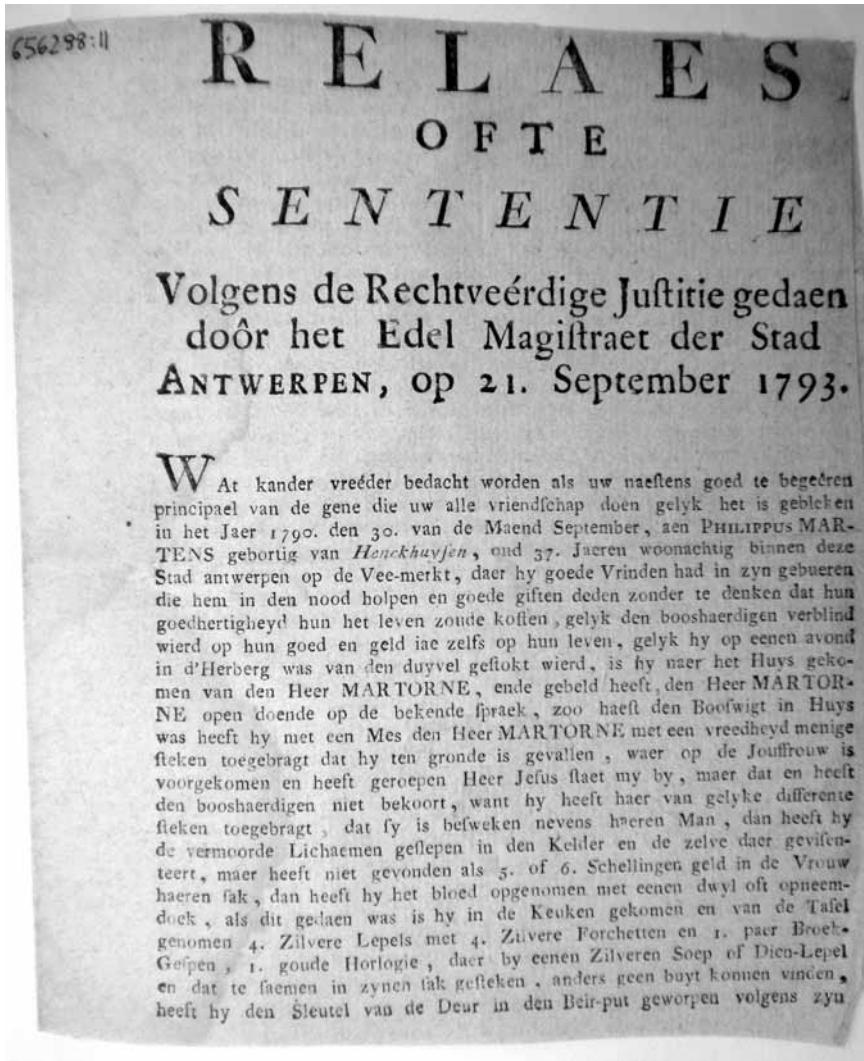 656298:11
RELAES
OFTE
SENTENTIE
Volgens de Rechtveérdige Juſtitie gedaen
doôr het Edel Magiſtraet der Stad
ANTWERPEN, op 21. September 1793.
WAt kander vreéder bedacht worden als uw naeſtens goed te begeéren
principael van de gene die uw alle vriendſchap doen gelyk het is gebleken
in het Jaer 1790. den 30. van de Maend September, aen PHILIPPUS MAR-
TENS gebortig van Henckhuyſen, oud 37. Jaeren woonachtig binnen deze
Stad antwerpen op de Vee-merkt, daer hy goede Vrinden had in zyn gebueren
die hem in den nood holpen en goede giften deden zonder te denken dat hun
goedhertigheyd hun het leven zoude koſten, gelyk den booshaerdigen verblind
wierd op hun goed en geld iae zelfs op hun leven, gelyk hy op eenen avond
in d'Herberg was van den duyvel geſtokt wierd, is hy naer het Huys geko-
men van den Heer MARTORNE, ende gebeld heeft, den Heer MARTOR-
NE open doende op de bekende ſpraek, zoo haeſt den Boefwigt in Huys
was heeft hy met een Mes den Heer MARTORNE met een vreedheyd menige
ſteken toegebragt dat hy ten gronde is gevallen, waer op de Jouffrouw is
voorgekomen en heeft geroepen Heer Jeſus ſtaet my by, maer dat en heeft
den booshaerdigen niet bekoort, want hy heeft haer van gelyke differente
ſteken toegebragt, dat ſy is beſweken nevens haeren Man, dan heeft hy
de vermoorde Lichaemen geſlepen in den Kelder en de zelve daer geviſen-
teert, maer heeft niet gevonden als 5. of 6. Schellingen geld in de Vrouw
haeren ſak, dan heeft hy het bloed opgenomen met eenen dwyl oft opneem-
doek, als dit gedaen was is hy in de Keuken gekomen en van de Tafel
genomen 4. Zilvere Lepels met 4. Zilvere Forchetten en 1. paer Broek-
Geſpen, 1. goude Horlogie, daer by eenen Zilveren Soep of Dien-Lepel
en dat te ſaemen in zynen ſak geſteken, anders geen buyt konnen vinden,
heeft hy den Sleutel van de Deur in den Beir-put geworpen volgens zyn